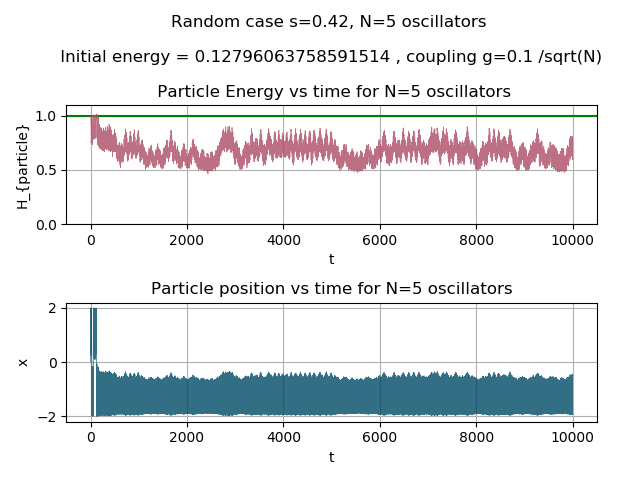 Random case s=0.42, N=5 oscillators
Initial energy = 0.12796063758591514 , coupling g=0.1 /sqrt(N)
Particle Energy vs time for N=5 oscillators
H_{particle}
1.0
0.5
0.0
0 2000 4000 6000 8000 10000
t
Particle position vs time for N=5 oscillators
x
2
0
−2
0 2000 4000 6000 8000 10000
t